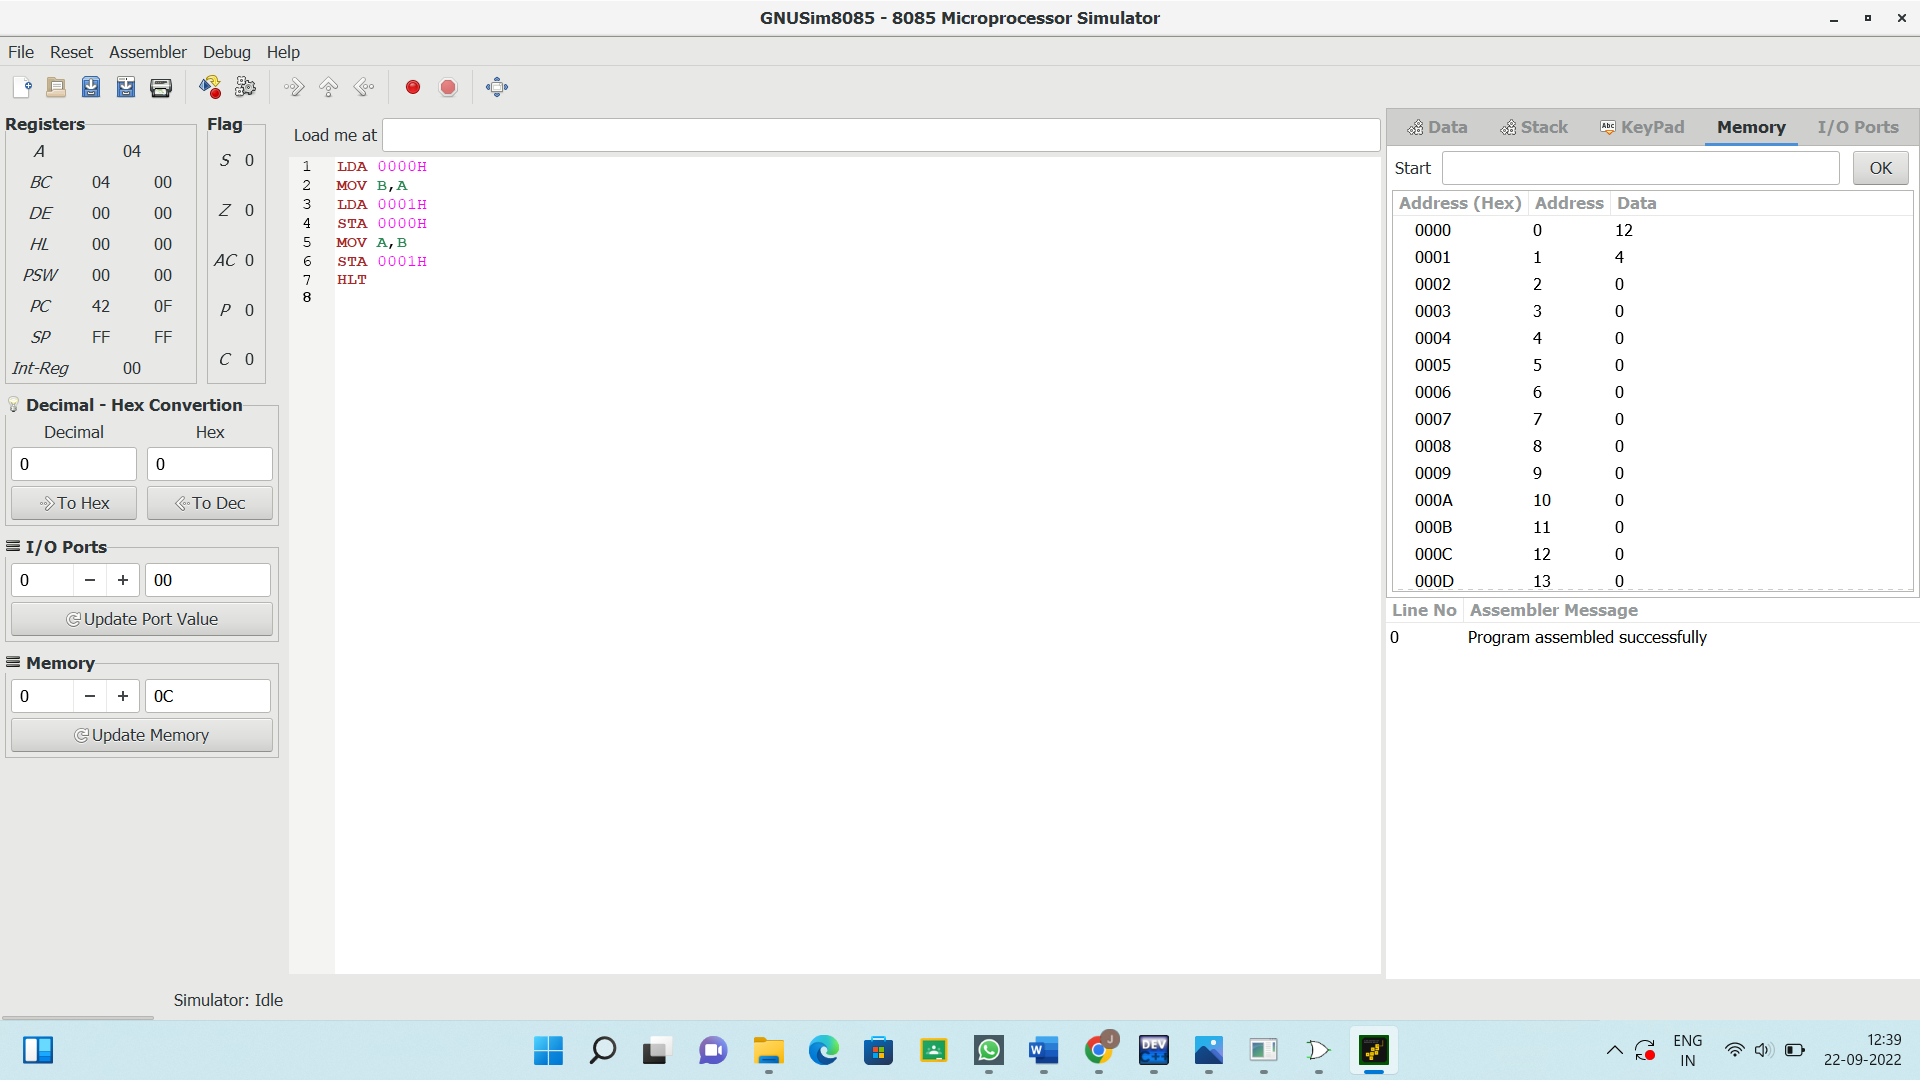 GNUSim8085 - 8085 Microprocessor Simulator
File Reset Assembler Debug Help
Registers
A 04
BC 04 00
DE 00 00
HL 00 00
PSW 00 00
PC 42 0F
SP FF FF
Int-Reg 00
Flag
S 0
Z 0
AC 0
P 0
C 0
Decimal - Hex Convertion
Decimal Hex
0 0
To Hex To Dec
I/O Ports
0 − + 00
Update Port Value
Memory
0 − + 0C
Update Memory
Load me at
1 LDA 0000H
2 MOV B,A
3 LDA 0001H
4 STA 0000H
5 MOV A,B
6 STA 0001H
7 HLT
8
Data Stack Abc KeyPad Memory I/O Ports
Start OK
Address (Hex) Address Data
0000 0 12
0001 1 4
0002 2 0
0003 3 0
0004 4 0
0005 5 0
0006 6 0
0007 7 0
0008 8 0
0009 9 0
000A 10 0
000B 11 0
000C 12 0
000D 13 0
Line No Assembler Message
0 Program assembled successfully
Simulator: Idle
W J DEV C++
ENG
IN
12:39
22-09-2022